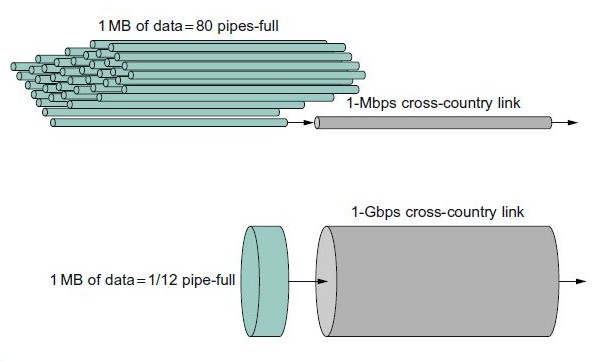 1 MB of data = 80 pipes-full
1-Mbps cross-country link
1-Gbps cross-country link
1 MB of data = 1/12 pipe-full